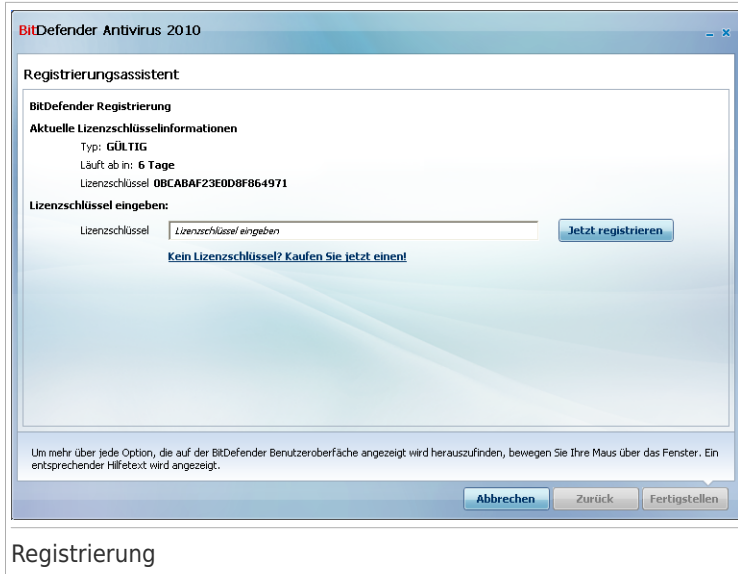 BitDefender Antivirus 2010
Registrierungsassistent
BitDefender Registrierung
Aktuelle Lizenzschlüsselinformationen
Typ: GÜLTIG
Läuft ab in: 6 Tage
Lizenzschlüssel 0BCABAF23E0D8F864971
Lizenzschlüssel eingeben:
Lizenzschlüssel Lizenzschlüssel eingeben Jetzt registrieren
Kein Lizenzschlüssel? Kaufen Sie jetzt einen!
Um mehr über jede Option, die auf der BitDefender Benutzeroberfäche angezeigt wird herauszufinden, bewegen Sie Ihre Maus über das Fenster. Ein
entsprechender Hilfetext wird angezeigt.
Abbrechen Zurück Fertigstellen
Registrierung